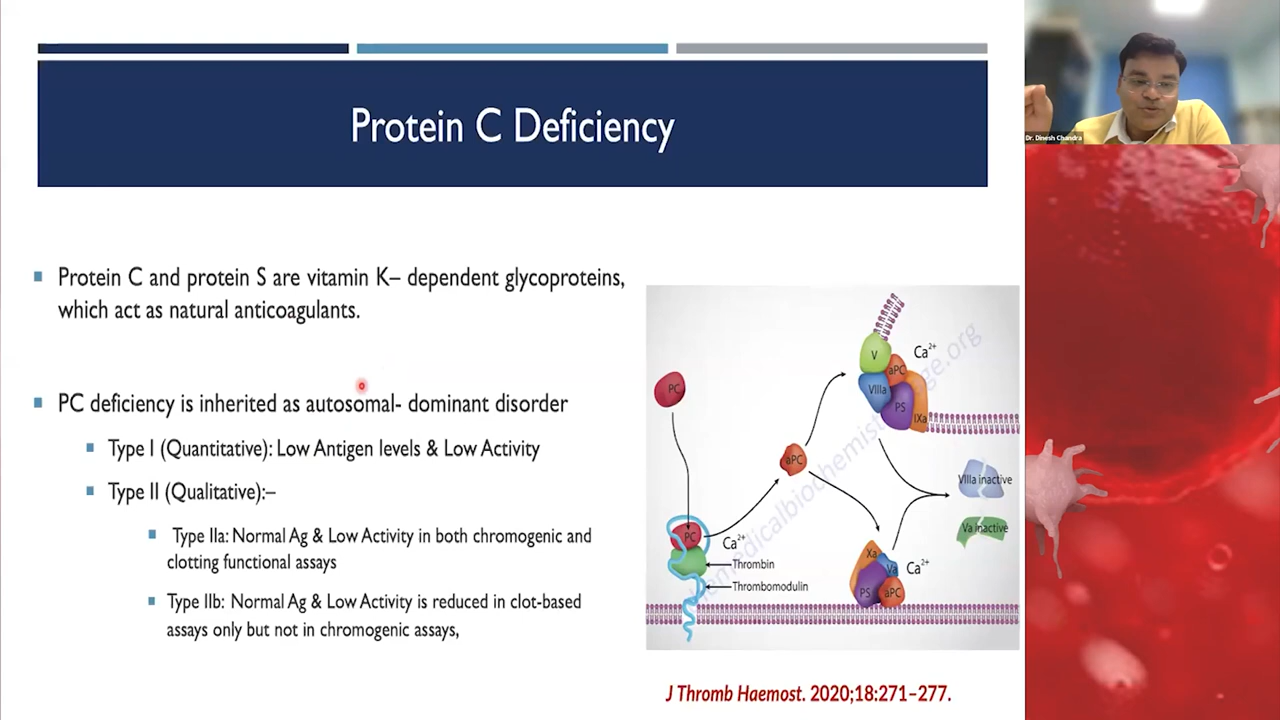 Protein C Deficiency
Dr. Dinesh Chandra
Protein C and protein S are vitamin K– dependent glycoproteins,
which act as natural anticoagulants.
PC deficiency is inherited as autosomal- dominant disorder
Type I (Quantitative): Low Antigen levels & Low Activity
Type II (Qualitative):–
Type IIa: Normal Ag & Low Activity in both chromogenic and
clotting functional assays
Type IIb: Normal Ag & Low Activity is reduced in clot-based
assays only but not in chromogenic assays,
PC
PC
Ca2+
Thrombin
Thrombomodulin
aPC
V
Ca2+
aPC
VIIIa
PS
IXa
VIIIa inactive
Va inactive
Xa
Va
Ca2+
PS
aPC
themedicalbiochemistrypage.org
J Thromb Haemost. 2020;18:271–277.